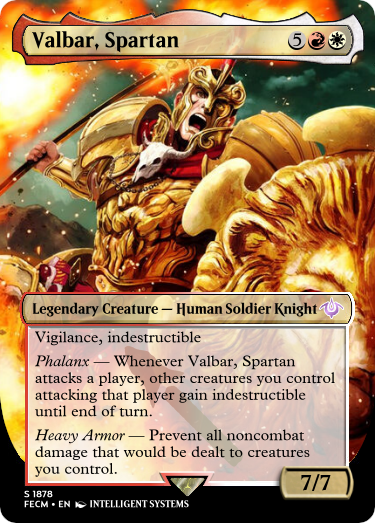 Valbar, Spartan 5
Legendary Creature — Human Soldier Knight
Vigilance, indestructible
Phalanx — Whenever Valbar, Spartan
attacks a player, other creatures you control
attacking that player gain indestructible
until end of turn.
Heavy Armor — Prevent all noncombat
damage that would be dealt to creatures
you control.
7/7
S 1878
FECM • EN INTELLIGENT SYSTEMS